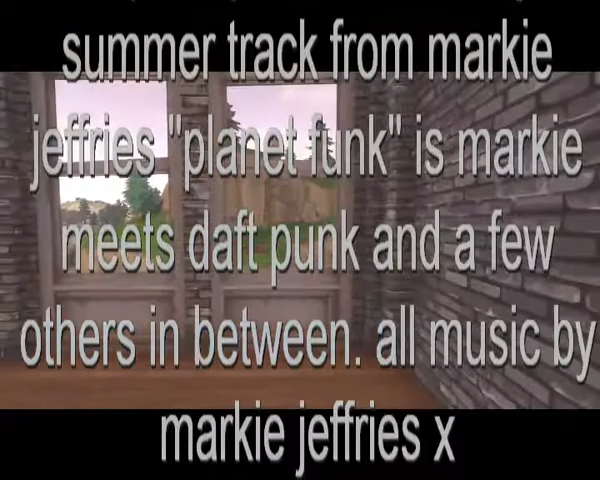 summer track from markie
jeffries "planet funk" is markie
meets daft punk and a few
others in between. all music by
markie jeffries x